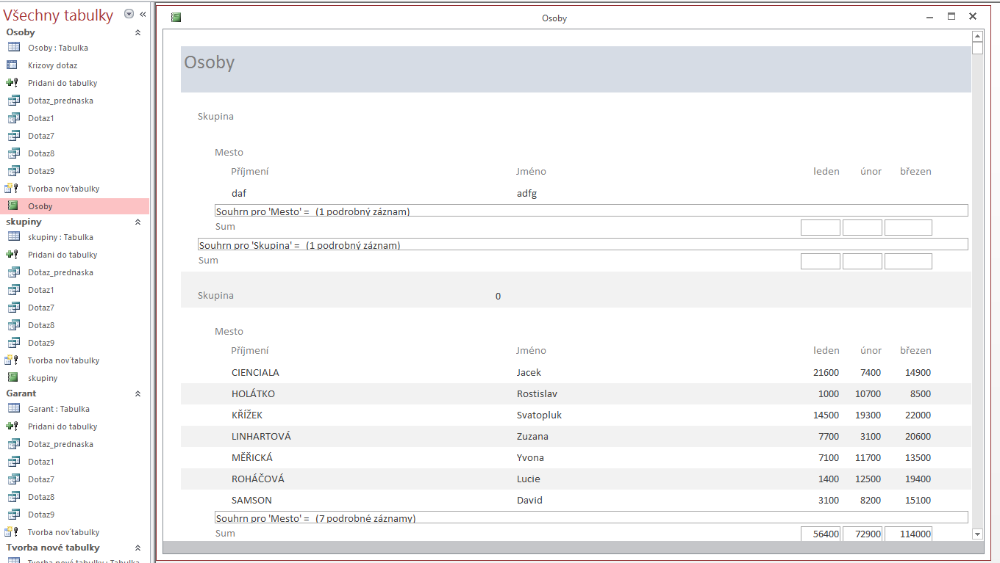 Všechny tabulky
Osoby
Osoby : Tabulka
Krizovy dotaz
Pridani do tabulky
Dotaz_prednaska
Dotaz1
Dotaz7
Dotaz8
Dotaz9
Tvorba nov´tabulky
Osoby
skupiny
skupiny : Tabulka
Pridani do tabulky
Dotaz_prednaska
Dotaz1
Dotaz7
Dotaz8
Dotaz9
Tvorba nov´tabulky
skupiny
Garant
Garant : Tabulka
Pridani do tabulky
Dotaz_prednaska
Dotaz1
Dotaz7
Dotaz8
Dotaz9
Tvorba nov´tabulky
Tvorba nové tabulky
Tvorba nové tabulky : Tabulka
Osoby
Osoby
Skupina
Mesto
Příjmení Jméno leden únor březen
daf adfg
Souhrn pro 'Mesto' = (1 podrobný záznam)
Sum
Souhrn pro 'Skupina' = (1 podrobný záznam)
Sum
Skupina 0
Mesto
Příjmení Jméno leden únor březen
CIENCIALA Jacek 21600 7400 14900
HOLÁTKO Rostislav 1000 10700 8500
KŘÍŽEK Svatopluk 14500 19300 22000
LINHARTOVÁ Zuzana 7700 3100 20600
MĚŘICKÁ Yvona 7100 11700 13500
ROHÁČOVÁ Lucie 1400 12500 19400
SAMSON David 3100 8200 15100
Souhrn pro 'Mesto' = (7 podrobné záznamy)
Sum 56400 72900 114000